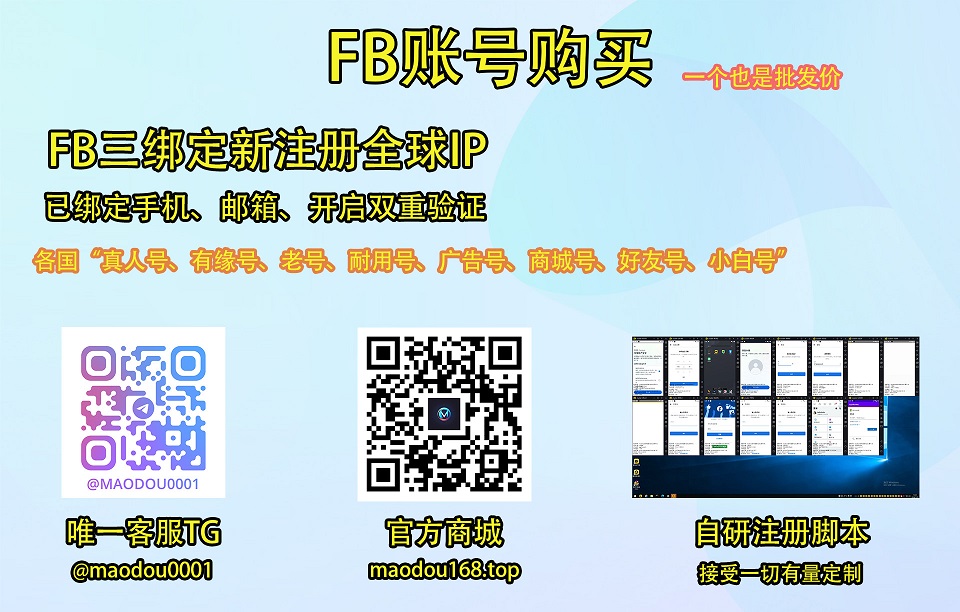 FB账号购买
一个也是批发价
FB三绑定新注册全球IP
已绑定手机、邮箱、开启双重验证
各国“真人号、有缘号、老号、耐用号、广告号、商城号、好友号、小白号”
@MAODOU0001
唯一客服TG
@maodou0001
官方商城
maodou168.top
自研注册脚本
接受一切有量定制